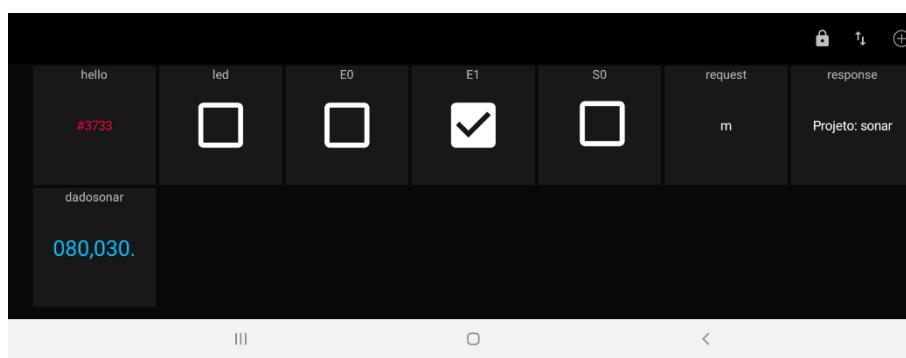 hello
led
E0
E1
S0
request
response
#3733
m
Projeto: sonar
dadosonar
080,030.